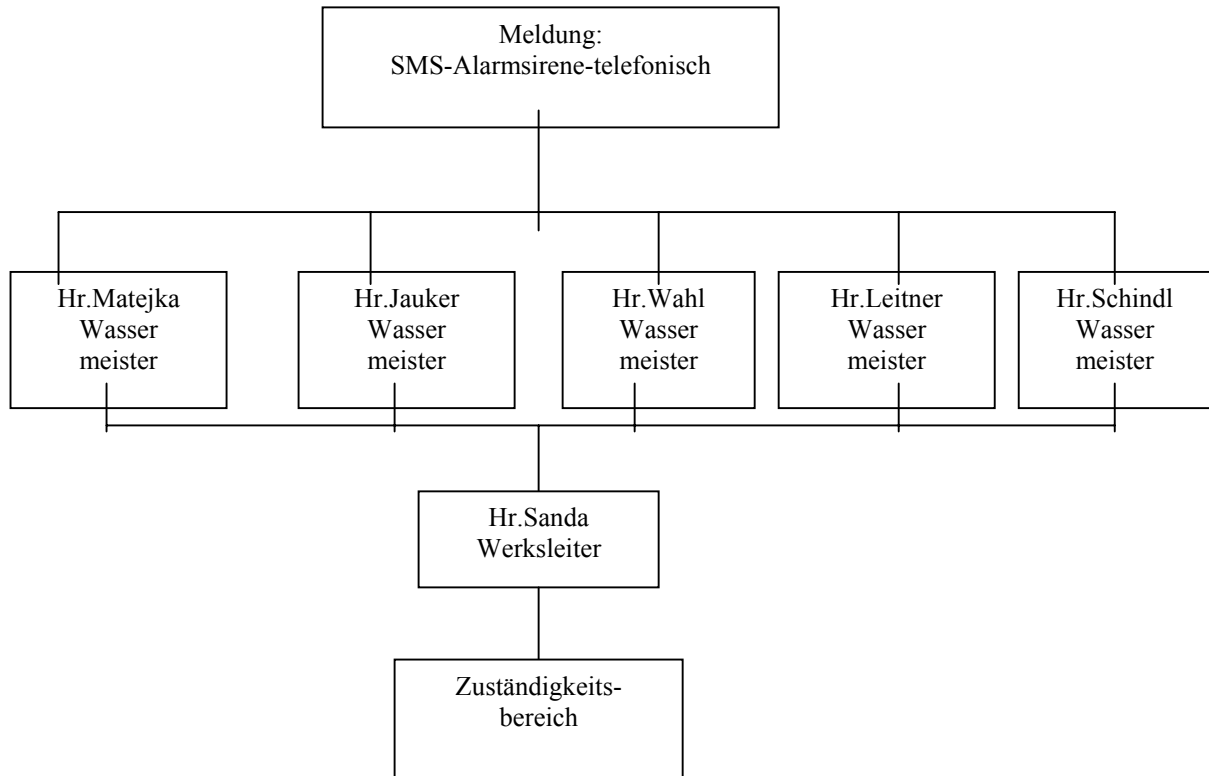 Meldung:
SMS-Alarmsirene-telefonisch
Hr.Matejka
Wasser
meister
Hr.Jauker
Wasser
meister
Hr.Wahl
Wasser
meister
Hr.Leitner
Wasser
meister
Hr.Schindl
Wasser
meister
Hr.Sanda
Werksleiter
Zuständigkeits-
bereich